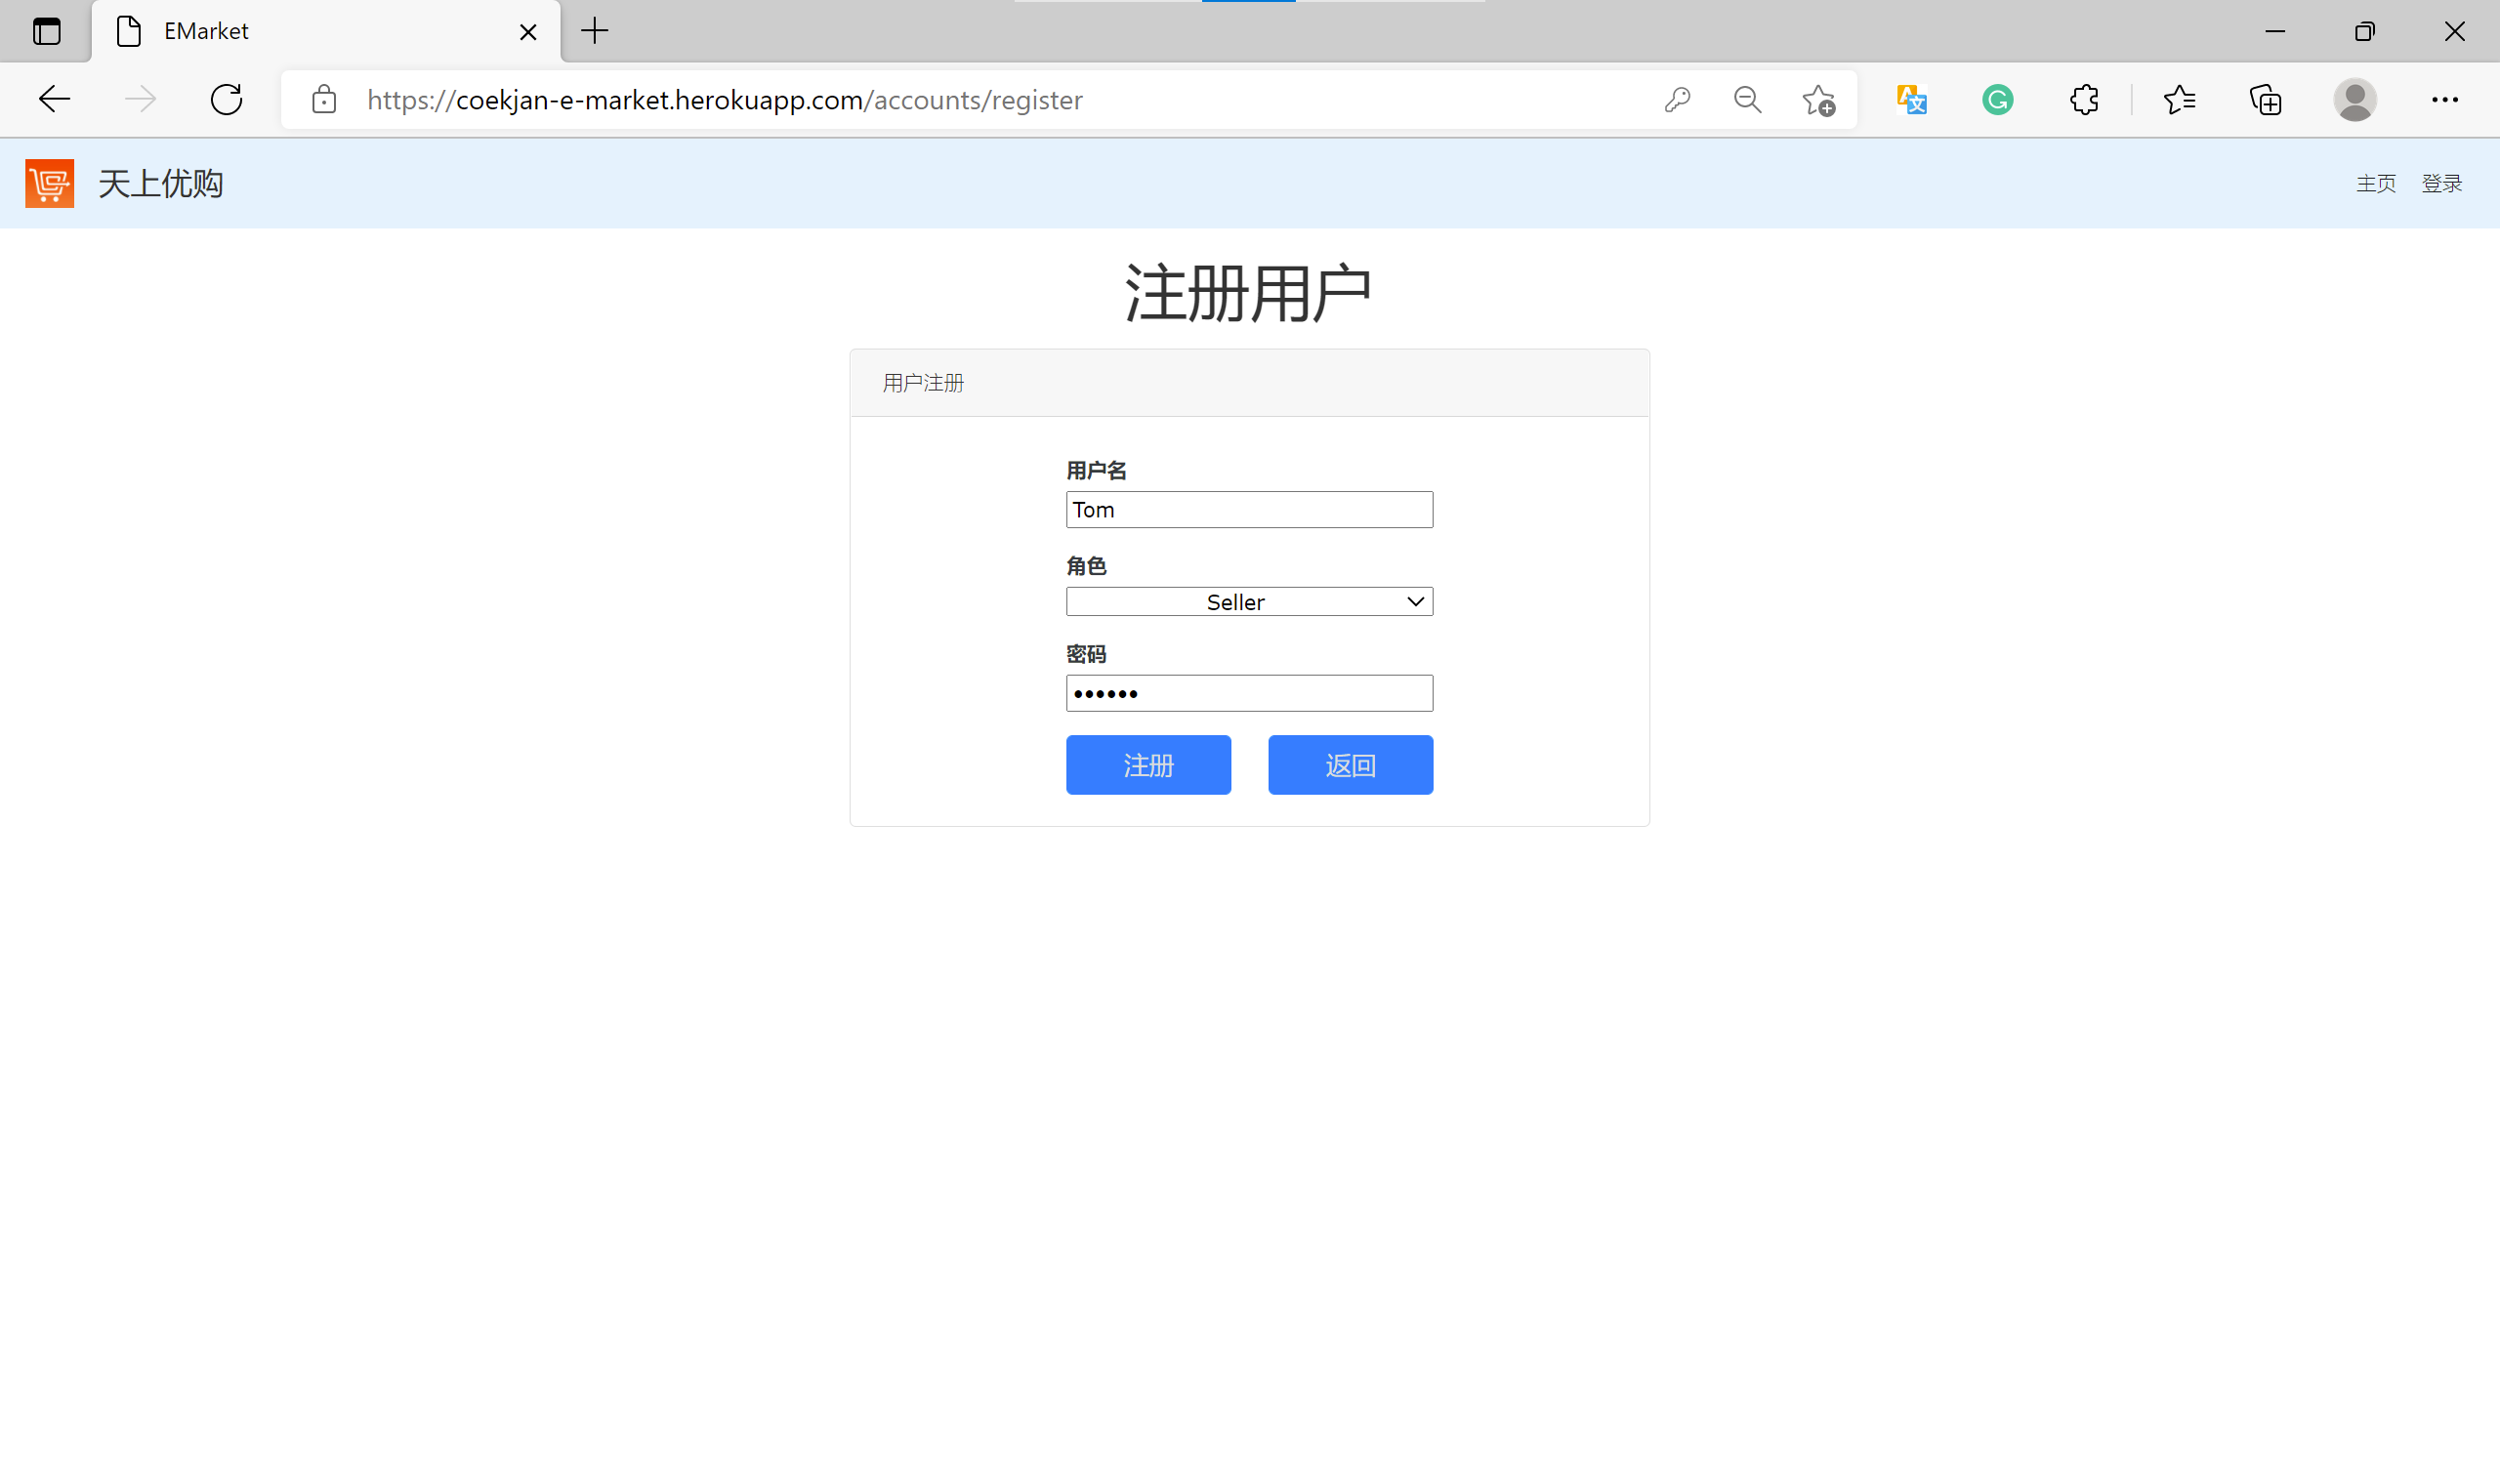 EMarket
https://coekjan-e-market.herokuapp.com/accounts/register
天上优购
主页 登录
注册用户
用户注册
用户名
Tom
角色
Seller
密码
••••••
注册 返回